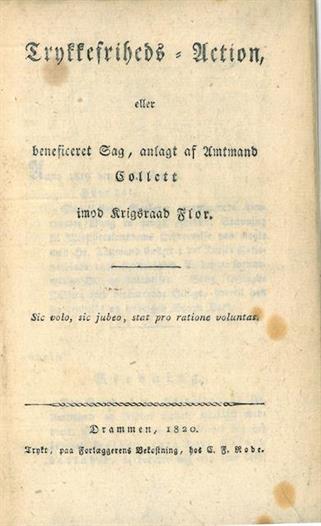 Trykkefriheds-Action,
eller
beneficeret Sag, anlagt af Amtmand
Collett
imod Krigsraad Flor.
Sic volo, sic jubeo, stat pro ratione voluntas.
Drammen, 1820.
Trykt, paa Forlæggerens Bekostning, hos C. F. Rode.